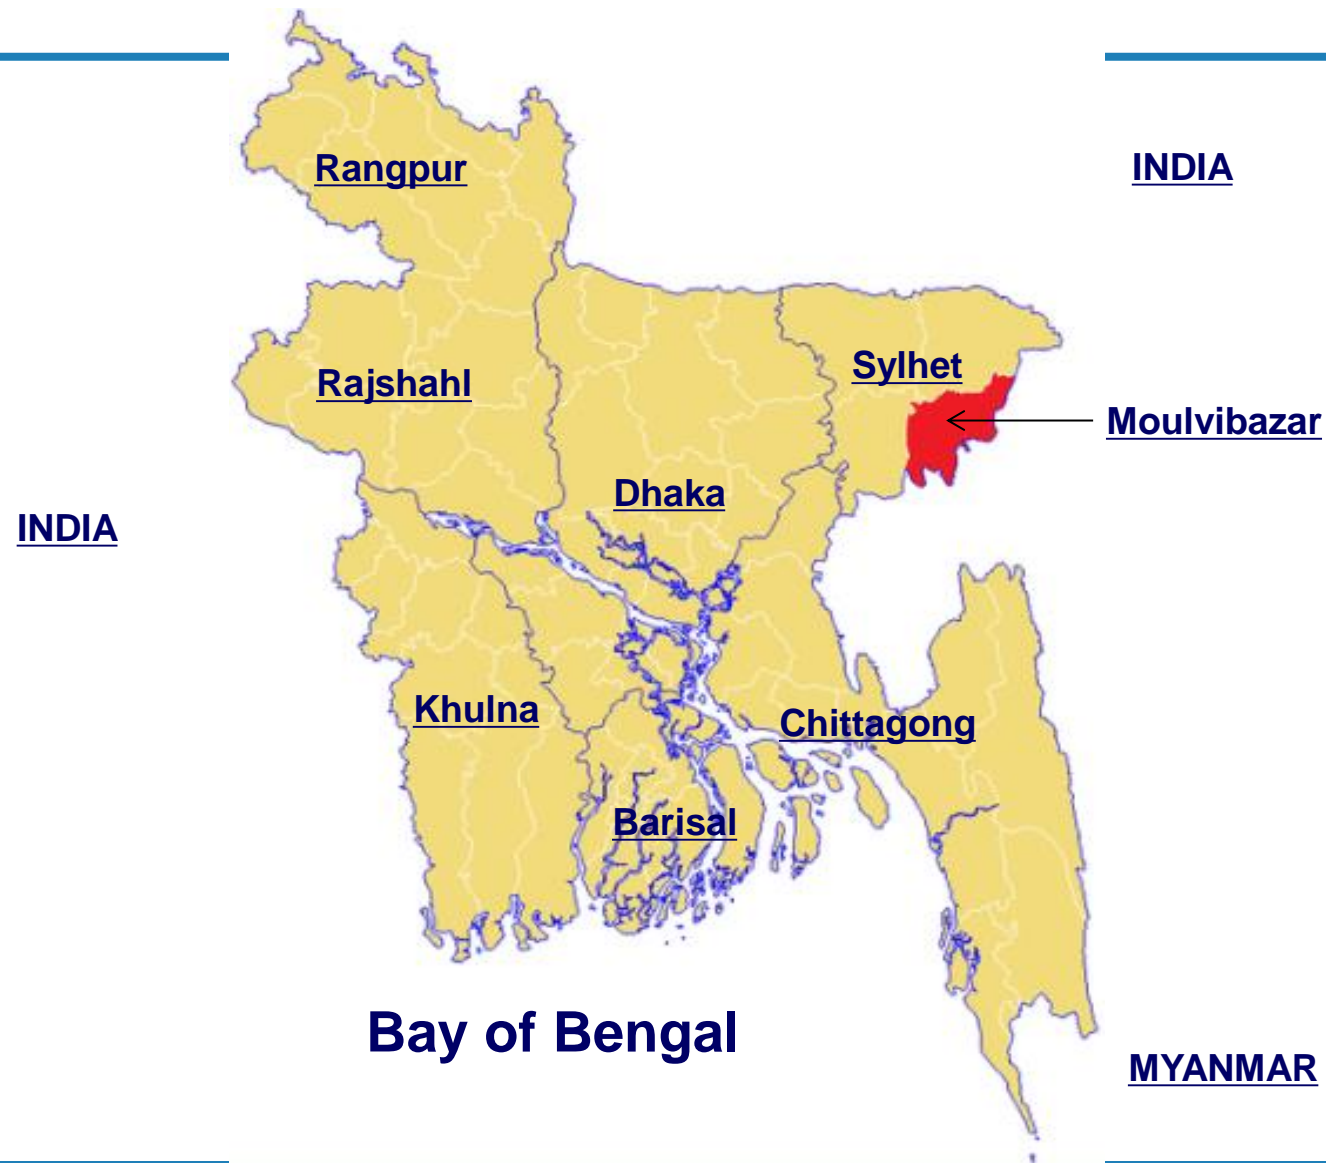 Rangpur
INDIA
Sylhet
Rajshahl
Moulvibazar
Dhaka
INDIA
Khulna
Chittagong
Barisal
Bay of Bengal
MYANMAR